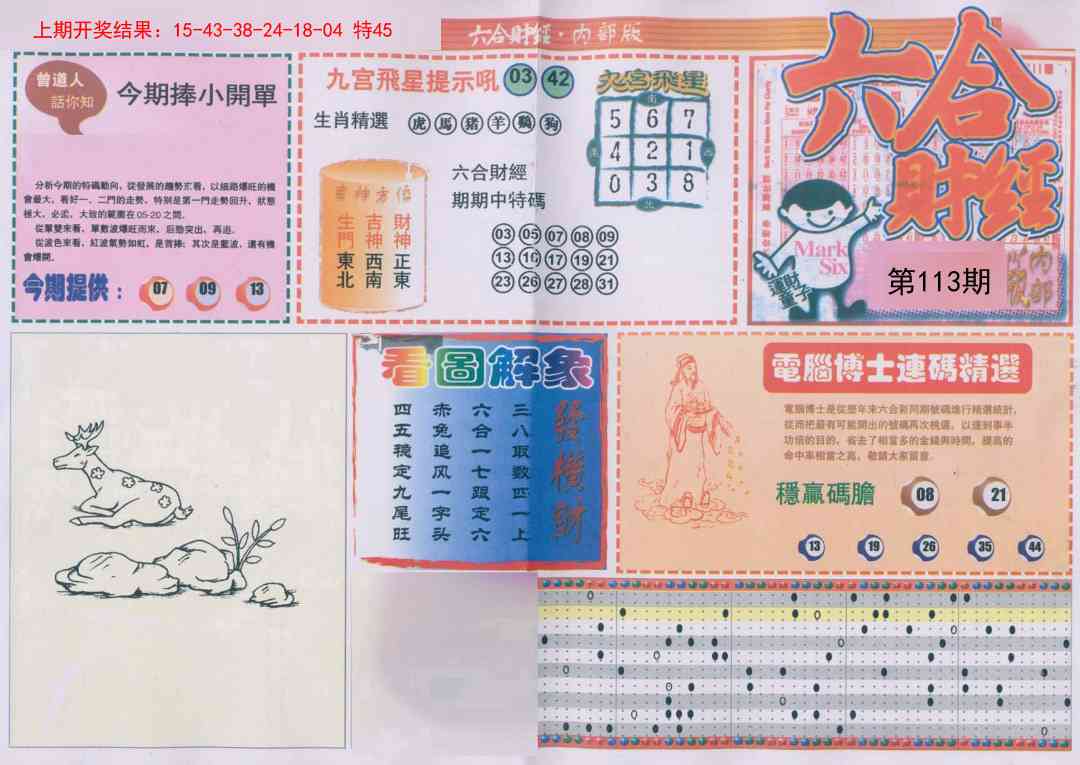 上期开奖结果：15-43-38-24-18-04 特45
六合財經·内部版
曾道人
話你知
今期捧小開單
分析今期的特碼動向，從發展的趨勢來看，以細路爆旺的機
會最大，看好一、二門的走勢，特别是第一門走勢回升，狀態
極大，必孖，大致的範圍在05-20之間。
從單雙來看，單數波爆旺而來，巨勁突出，再追。
從波色來看，紅波氣勢如虹，是首捧；其次是藍波，還有機
會爆開。
今期提供：
07 09 13
九宫飛星提示吼 03 42
生肖精選 虎馬豬羊鷄狗
六合財經
期期中特碼
吉神方位
生門東北
吉神西南
財神正東
03 05 07 08 09
13 16 17 19 21
23 26 27 28 31
九宫飛星
南
5 6 7
4 2 1
0 3 8
北
六合
財經
Mark
Six
運財
童子
第113期
内部
看圖解象
發橫財
三八取数四一上
六合一七跟定六
赤兔追风一字头
四五穩定九尾旺
電腦博士連碼精選
電腦博士是從歷年來六合彩同期號碼進行精選統計，
從而把最有可能開出的號碼再次挑選，以達到事半
功倍的目的，省去了相當多的金錢與時間，提高的
命中率相當之高，敬請大家留意。
穩贏碼膽 08 21
13 19 26 35 44